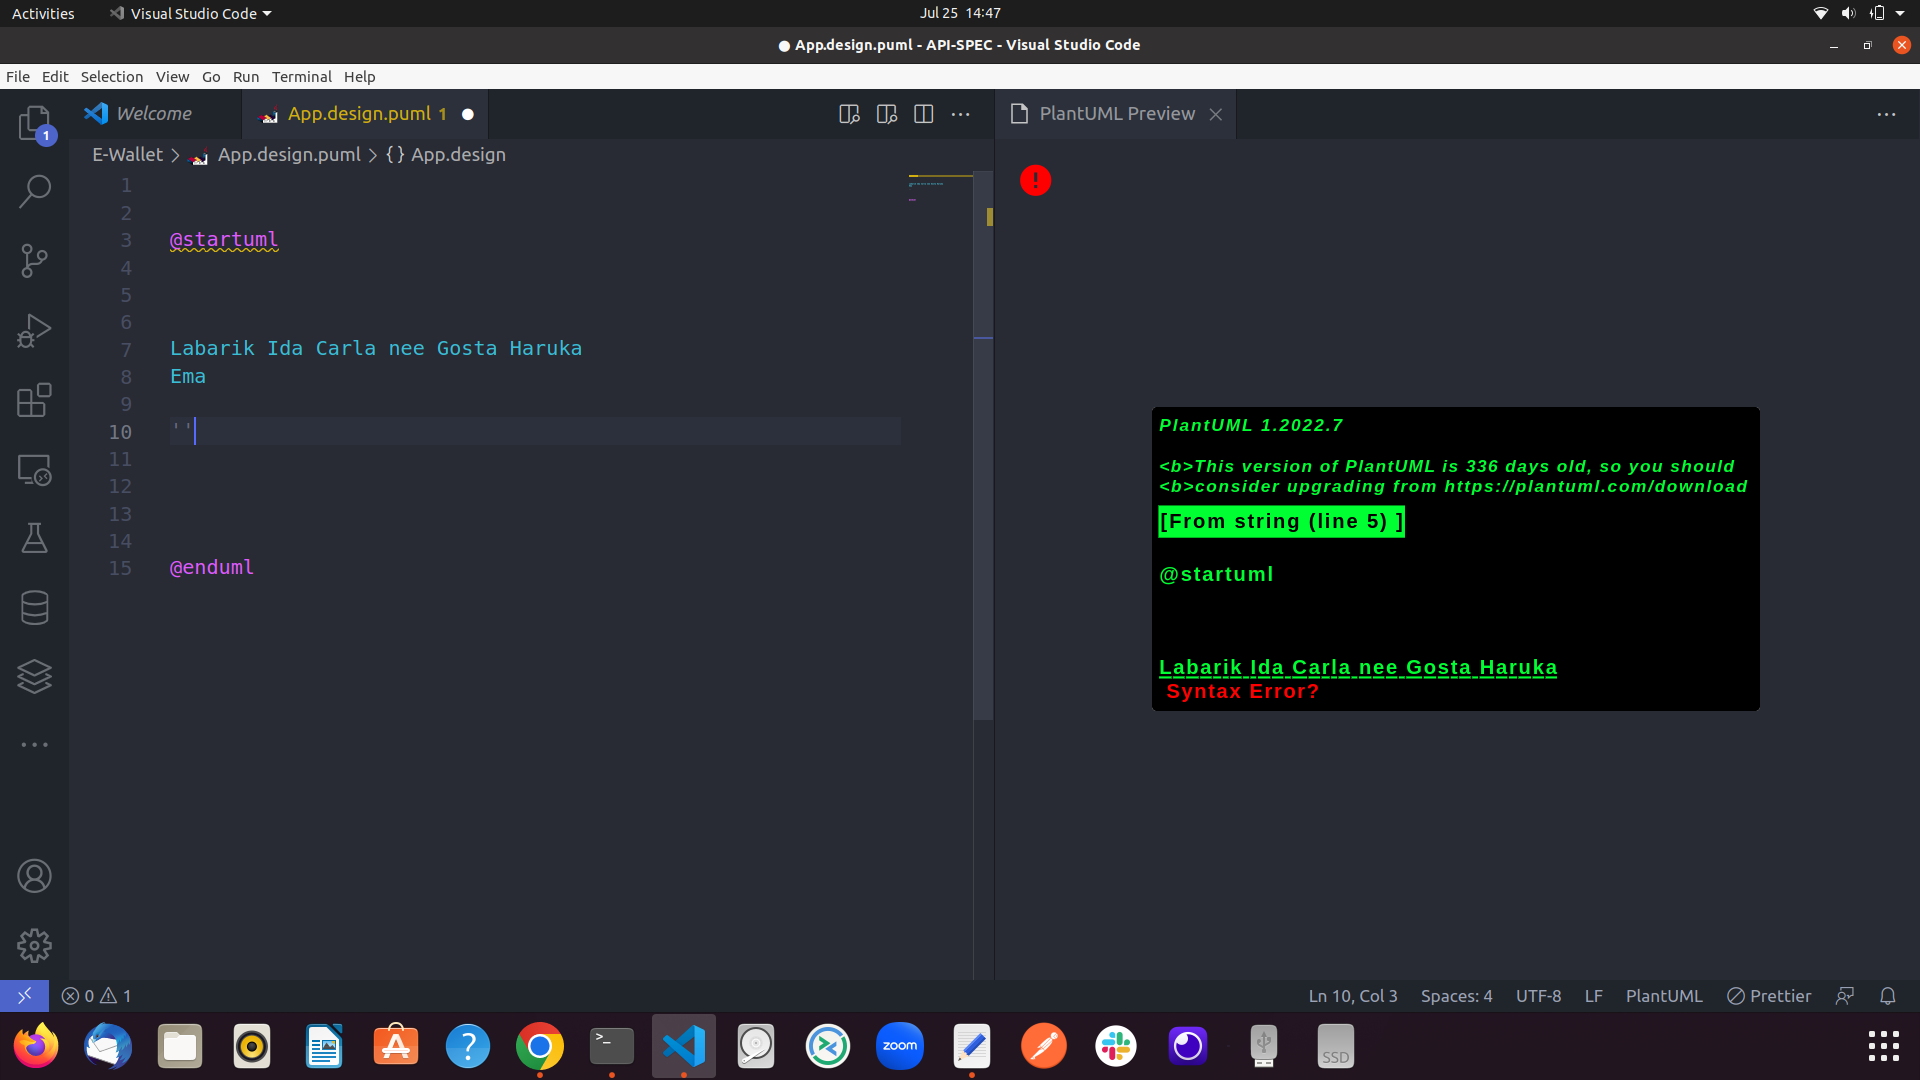 Activities
Visual Studio Code
Jul 25 14:47
● App.design.puml - API-SPEC - Visual Studio Code
File Edit Selection View Go Run Terminal Help
1
Welcome
App.design.puml 1
PlantUML Preview
E-Wallet > App.design.puml > {} App.design
1
2
3 @startuml
4
5
6
7 Labarik Ida Carla nee Gosta Haruka
8 Ema
9
10 ''
11
12
13
14
15 @enduml
!
PlantUML 1.2022.7
<b>This version of PlantUML is 336 days old, so you should
<b>consider upgrading from https://plantuml.com/download
[From string (line 5) ]
@startuml
Labarik Ida Carla nee Gosta Haruka
Syntax Error?
0 1
Ln 10, Col 3 Spaces: 4 UTF-8 LF PlantUML Prettier
A ? >_ zoom SSD